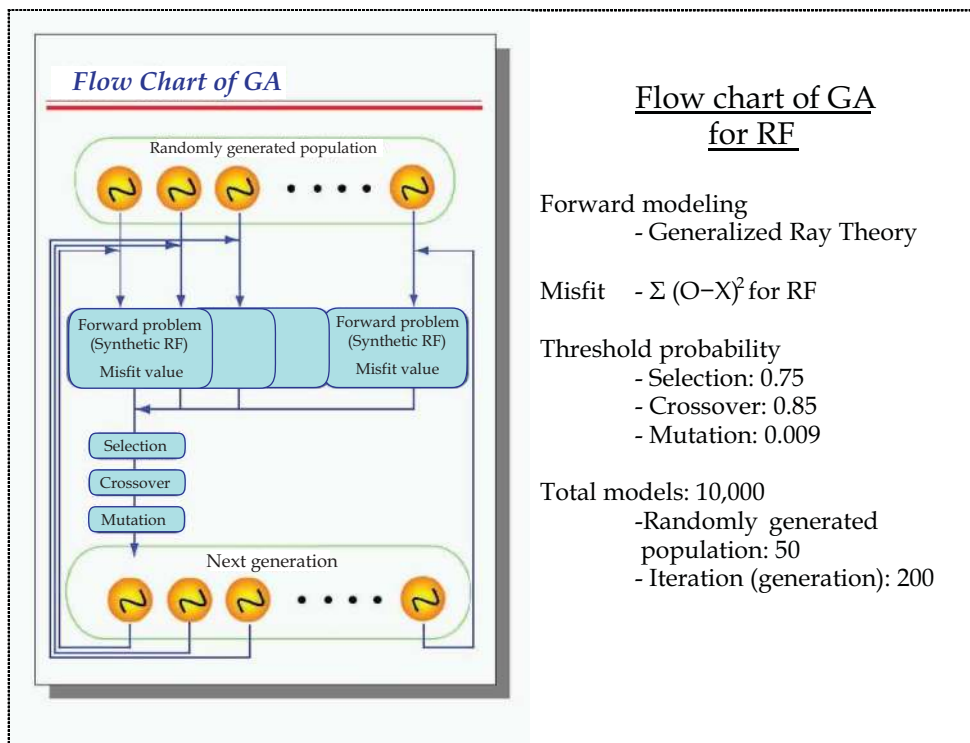 Flow Chart of GA
Randomly generated population
Forward problem
(Synthetic RF)
Misfit value
Forward problem
(Synthetic RF)
Misfit value
Selection
Crossover
Mutation
Next generation
Flow chart of GA
for RF
Forward modeling
- Generalized Ray Theory
Misfit - Σ (O−X)² for RF
Threshold probability
- Selection: 0.75
- Crossover: 0.85
- Mutation: 0.009
Total models: 10,000
-Randomly generated
population: 50
- Iteration (generation): 200